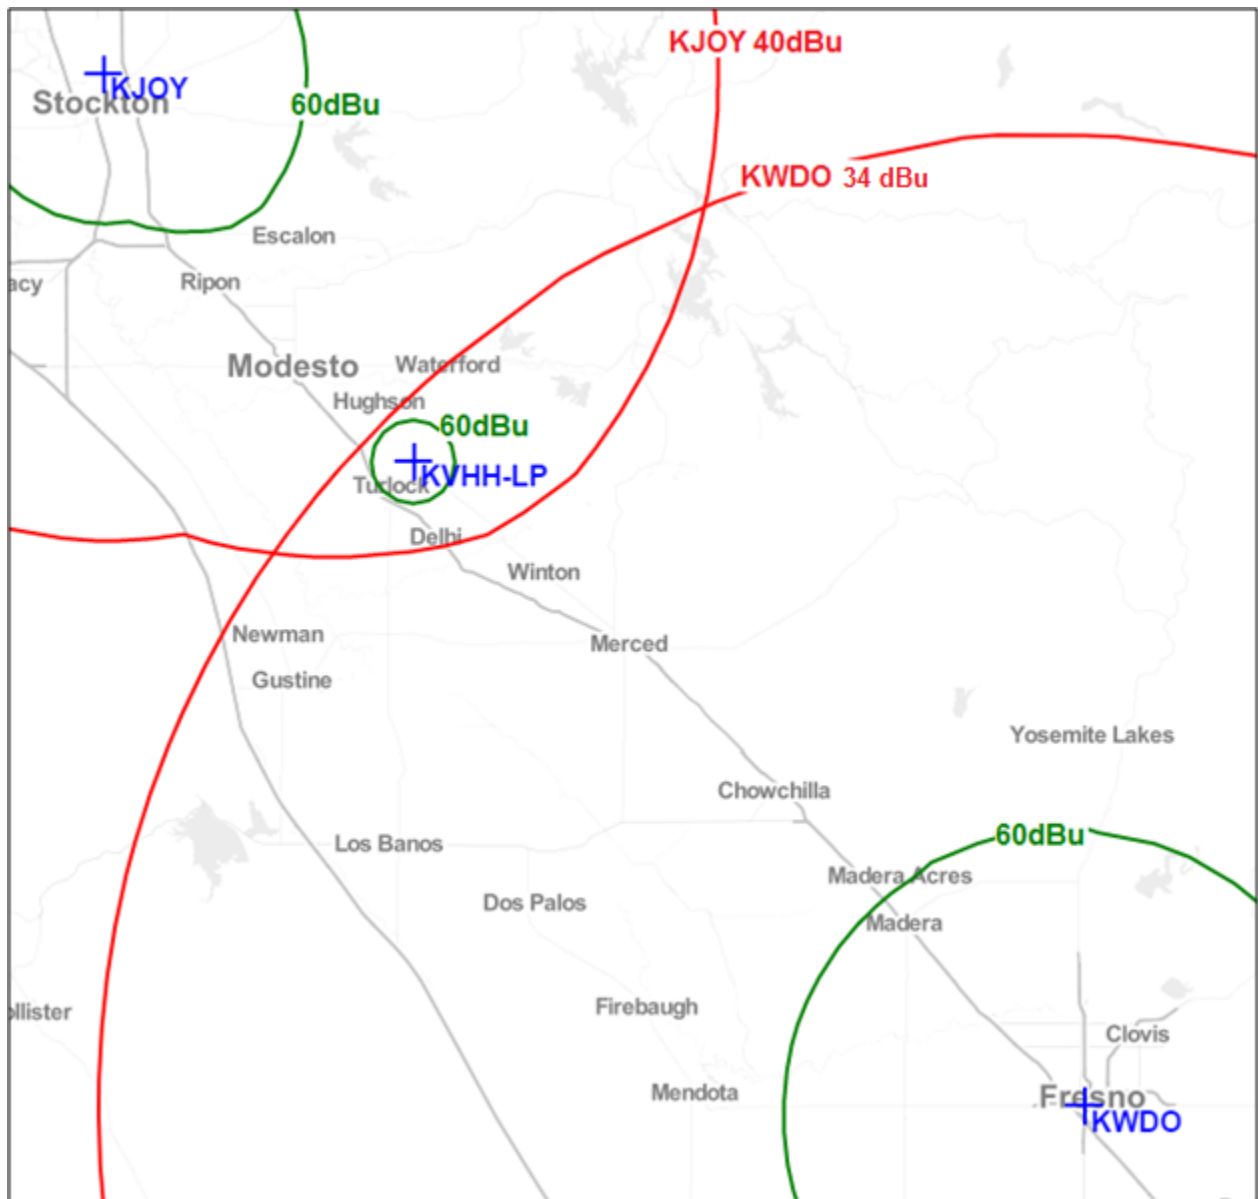 KJOY 40dBu
KJOY
Stockton
60dBu
KWDO 34 dBu
Escalon
acy
Ripon
Modesto
Waterford
Hughson
60dBu
KVHH-LP
Turlock
Delhi
Winton
Newman
Merced
Gustine
Yosemite Lakes
Chowchilla
60dBu
Los Banos
Madera Acres
Dos Palos
Madera
Firebaugh
ollister
Clovis
Mendota
Fresno
KWDO